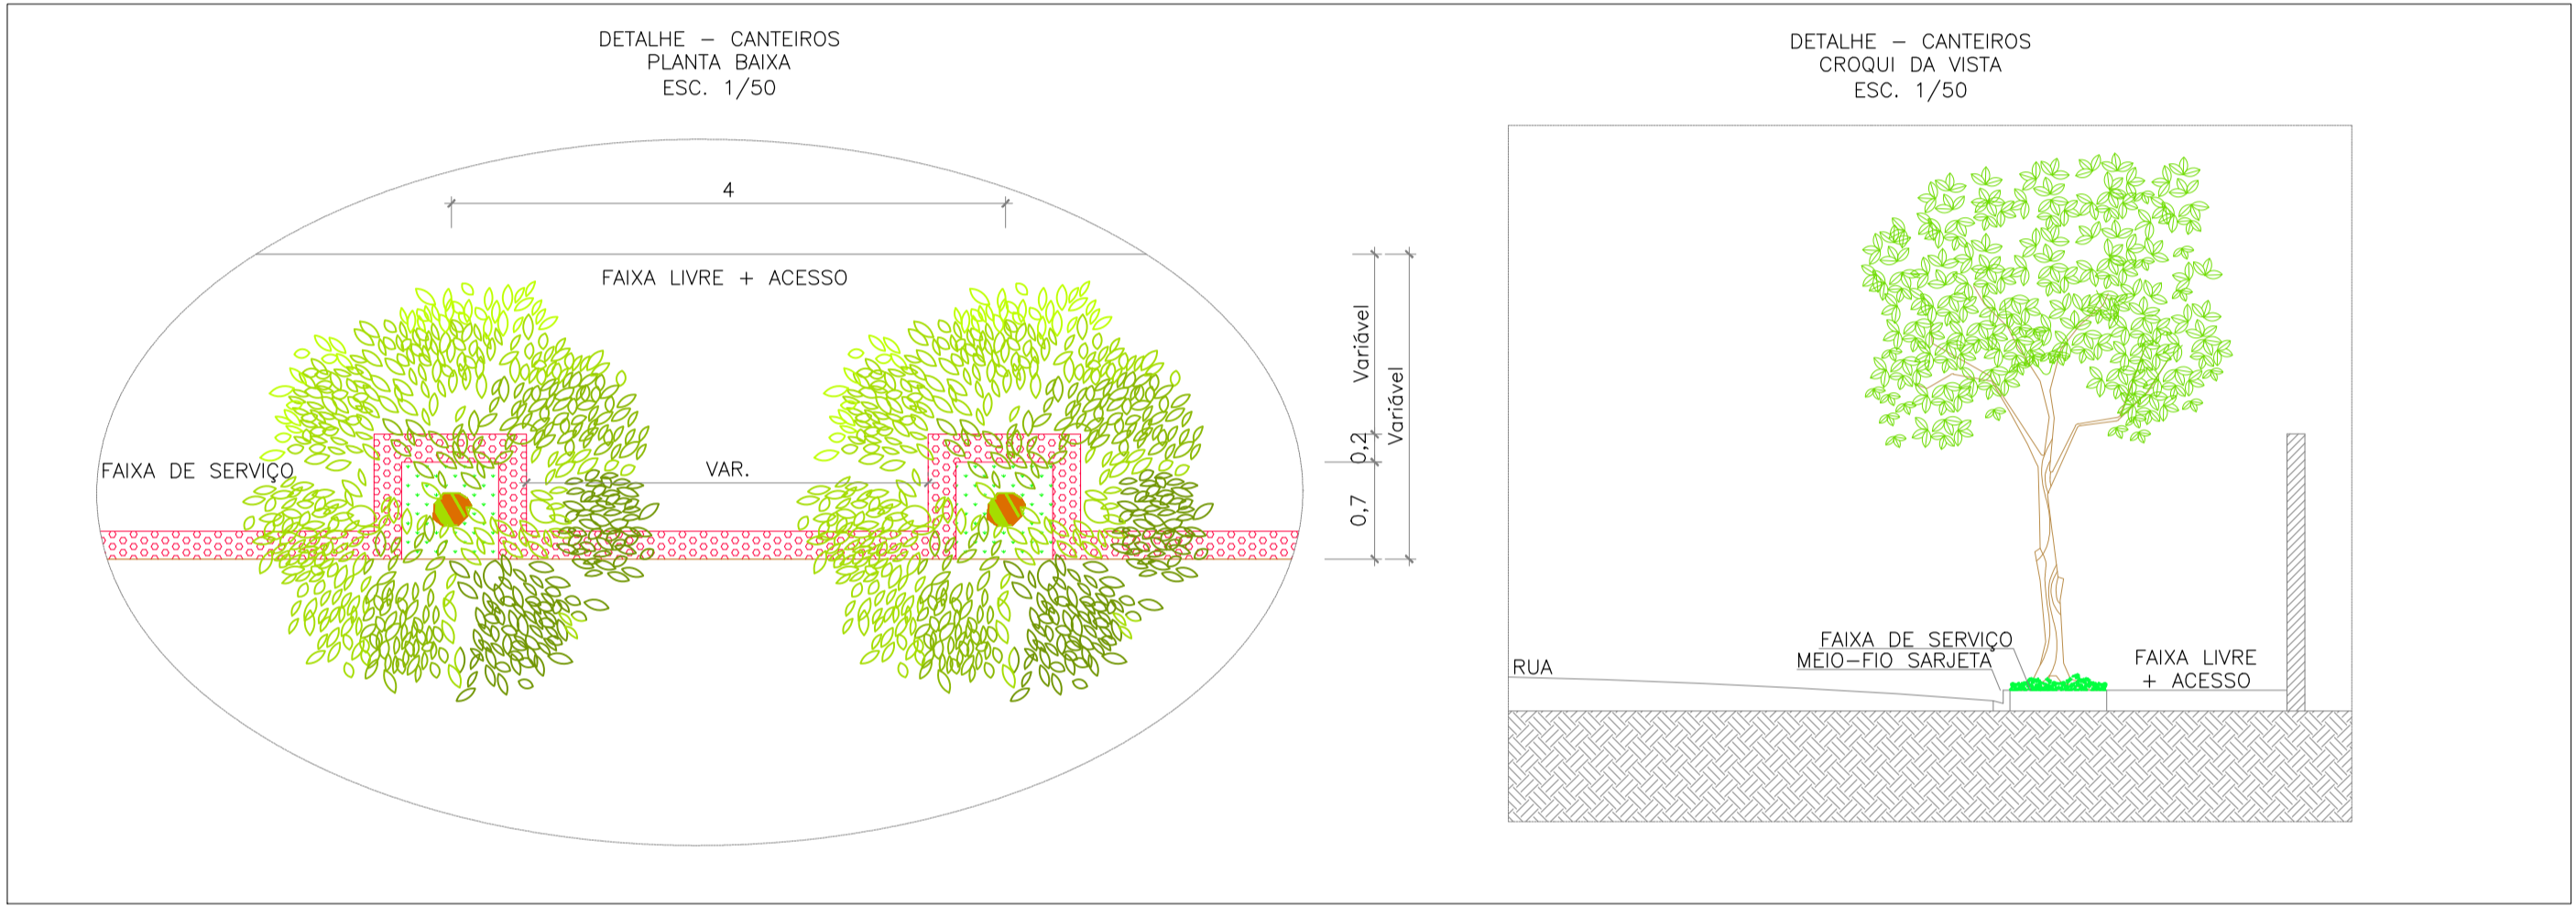 DETALHE - CANTEIROS
PLANTA BAIXA
ESC. 1/50
4
FAIXA LIVRE + ACESSO
FAIXA DE SERVIÇO
VAR.
Variável
Variável
0,2
0,7
DETALHE - CANTEIROS
CROQUI DA VISTA
ESC. 1/50
FAIXA DE SERVIÇO
MEIO-FIO SARJETA
RUA
FAIXA LIVRE
+ ACESSO